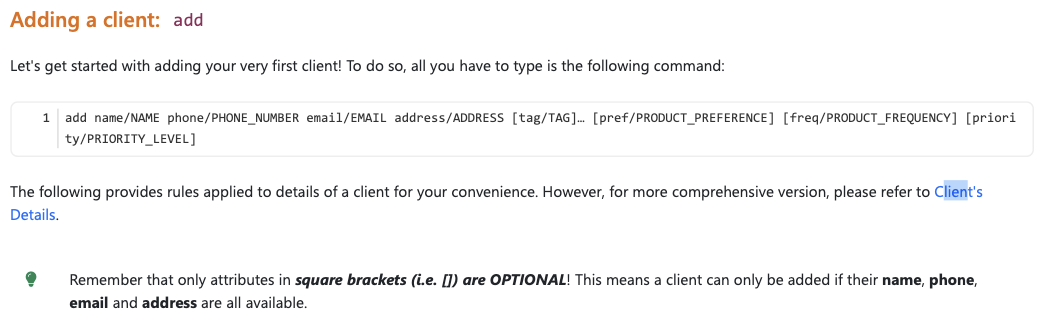 Adding a client: add
Let's get started with adding your very first client! To do so, all you have to type is the following command:
1 add name/NAME phone/PHONE_NUMBER email/EMAIL address/ADDRESS [tag/TAG]… [pref/PRODUCT_PREFERENCE] [freq/PRODUCT_FREQUENCY] [priori
ty/PRIORITY_LEVEL]
The following provides rules applied to details of a client for your convenience. However, for more comprehensive version, please refer to Client's
Details.
Remember that only attributes in square brackets (i.e. []) are OPTIONAL! This means a client can only be added if their name, phone,
email and address are all available.